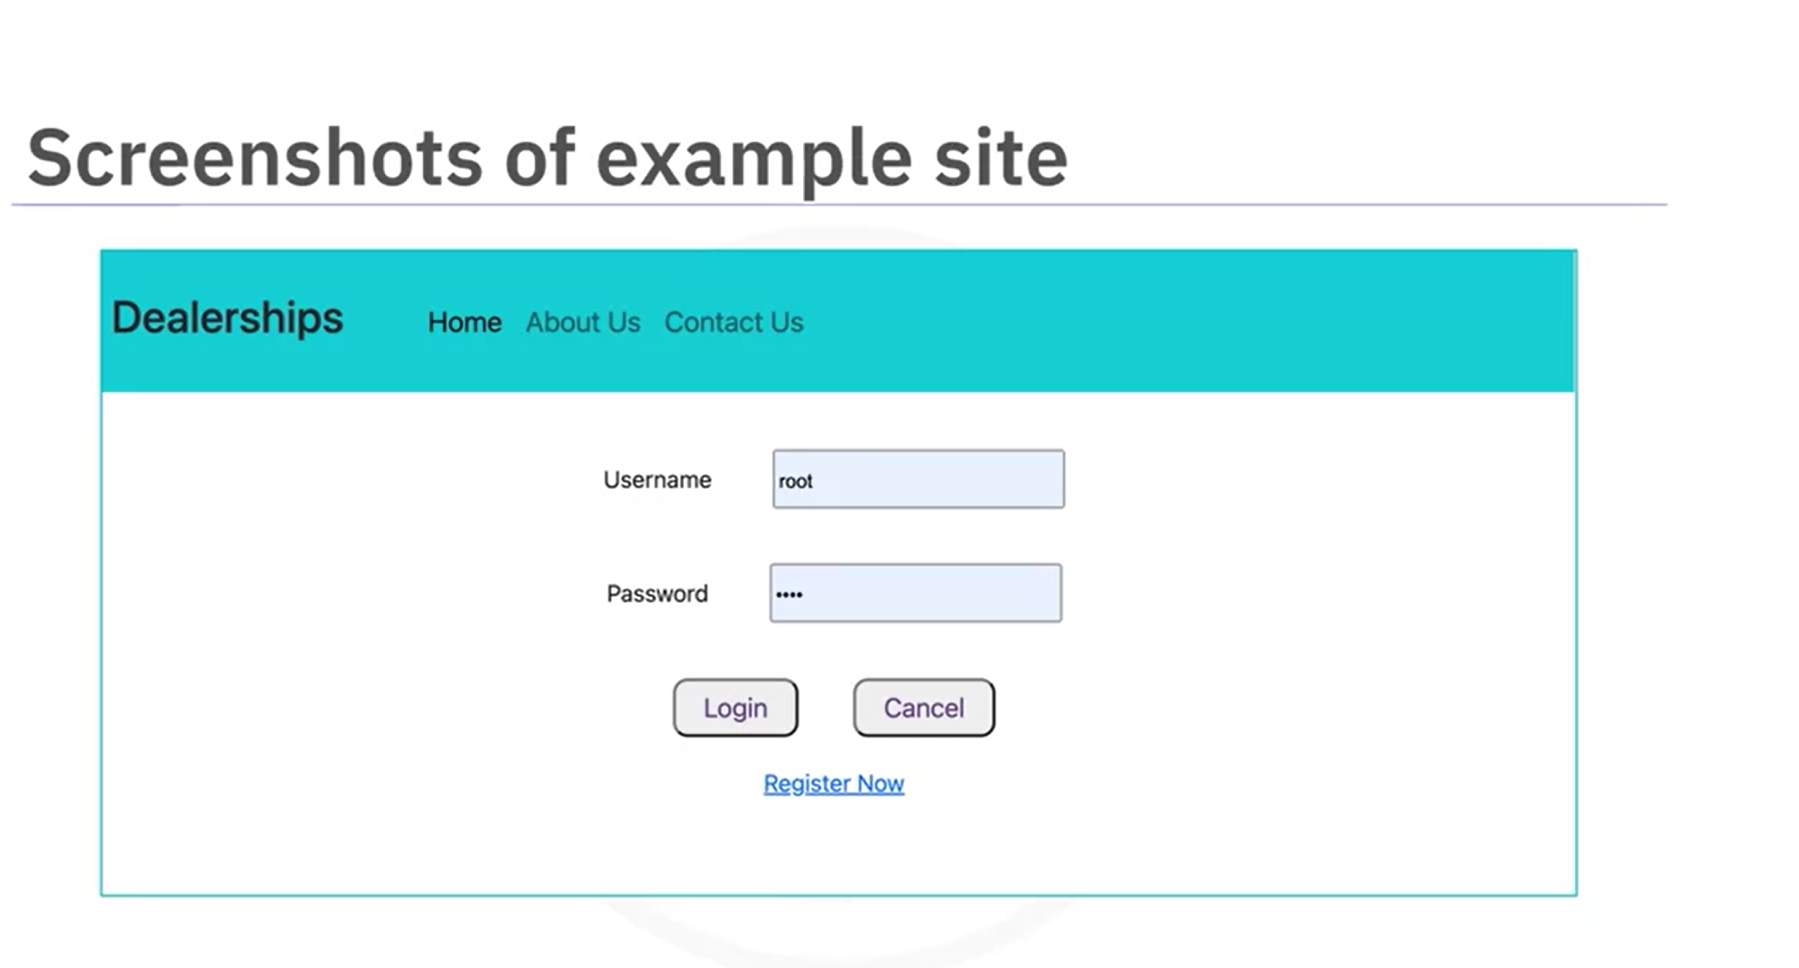 Screenshots of example site
Dealerships Home About Us Contact Us
Username root
Password ••••
Login Cancel
Register Now